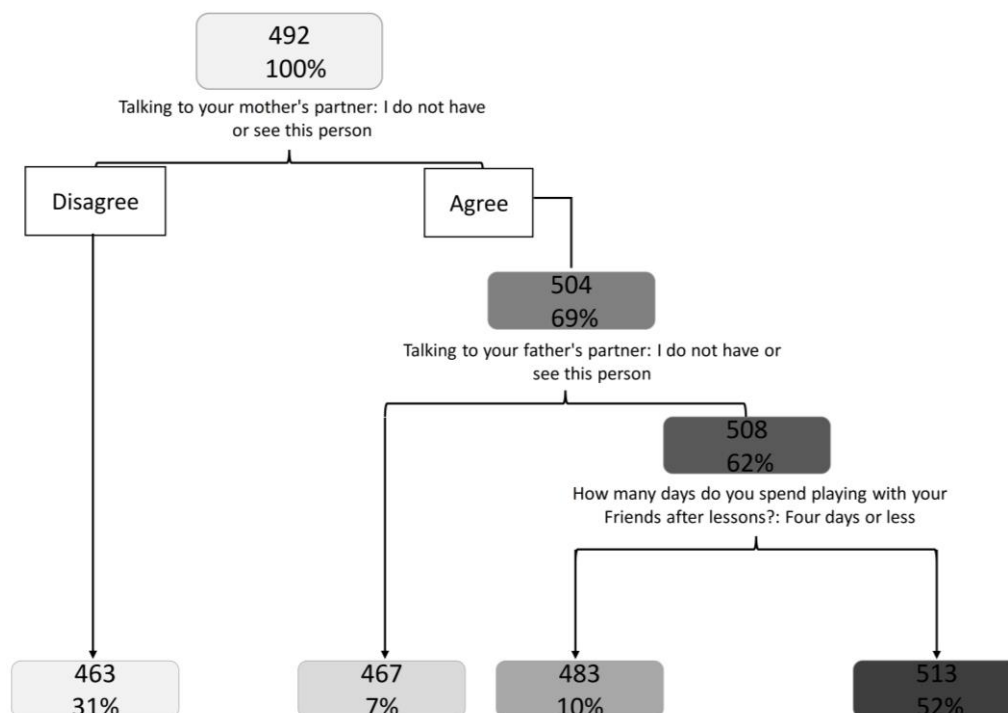 492
100%
Talking to your mother's partner: I do not have
or see this person
Disagree
Agree
504
69%
Talking to your father's partner: I do not have or
see this person
508
62%
How many days do you spend playing with your
Friends after lessons?: Four days or less
463
31%
467
7%
483
10%
513
52%